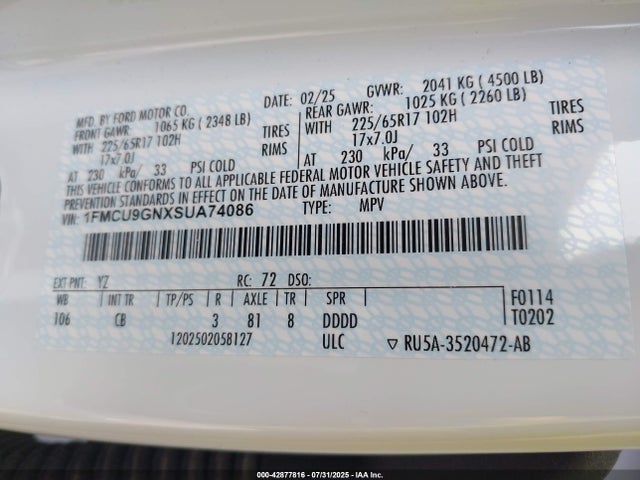 MFD. BY FORD MOTOR CO. DATE: 02/25 GVWR: 2041 KG ( 4500 LB)
FRONT GAWR: 1065 KG ( 2348 LB) REAR GAWR: 1025 KG ( 2260 LB)
WITH 225/65R17 102H TIRES WITH 225/65R17 102H TIRES
17x7.0J RIMS 17x7.0J RIMS
AT 230 kPa/ 33 PSI COLD AT 230 kPa/ 33 PSI COLD
THIS VEHICLE CONFORMS TO ALL APPLICABLE FEDERAL MOTOR VEHICLE SAFETY AND THEFT
PREVENTION STANDARDS IN EFFECT ON THE DATE OF MANUFACTURE SHOWN ABOVE.
VIN: 1FMCU9GNXSUA74086 TYPE: MPV
EXT PNT: YZ RC: 72 DSO:
WB INT TR TP/PS R AXLE TR SPR F0114
106 CB 3 81 8 DDDD T0202
1202502058127 ULC ▽ RU5A-3520472-AB
000-42877816 - 07/31/2025 - IAA Inc.